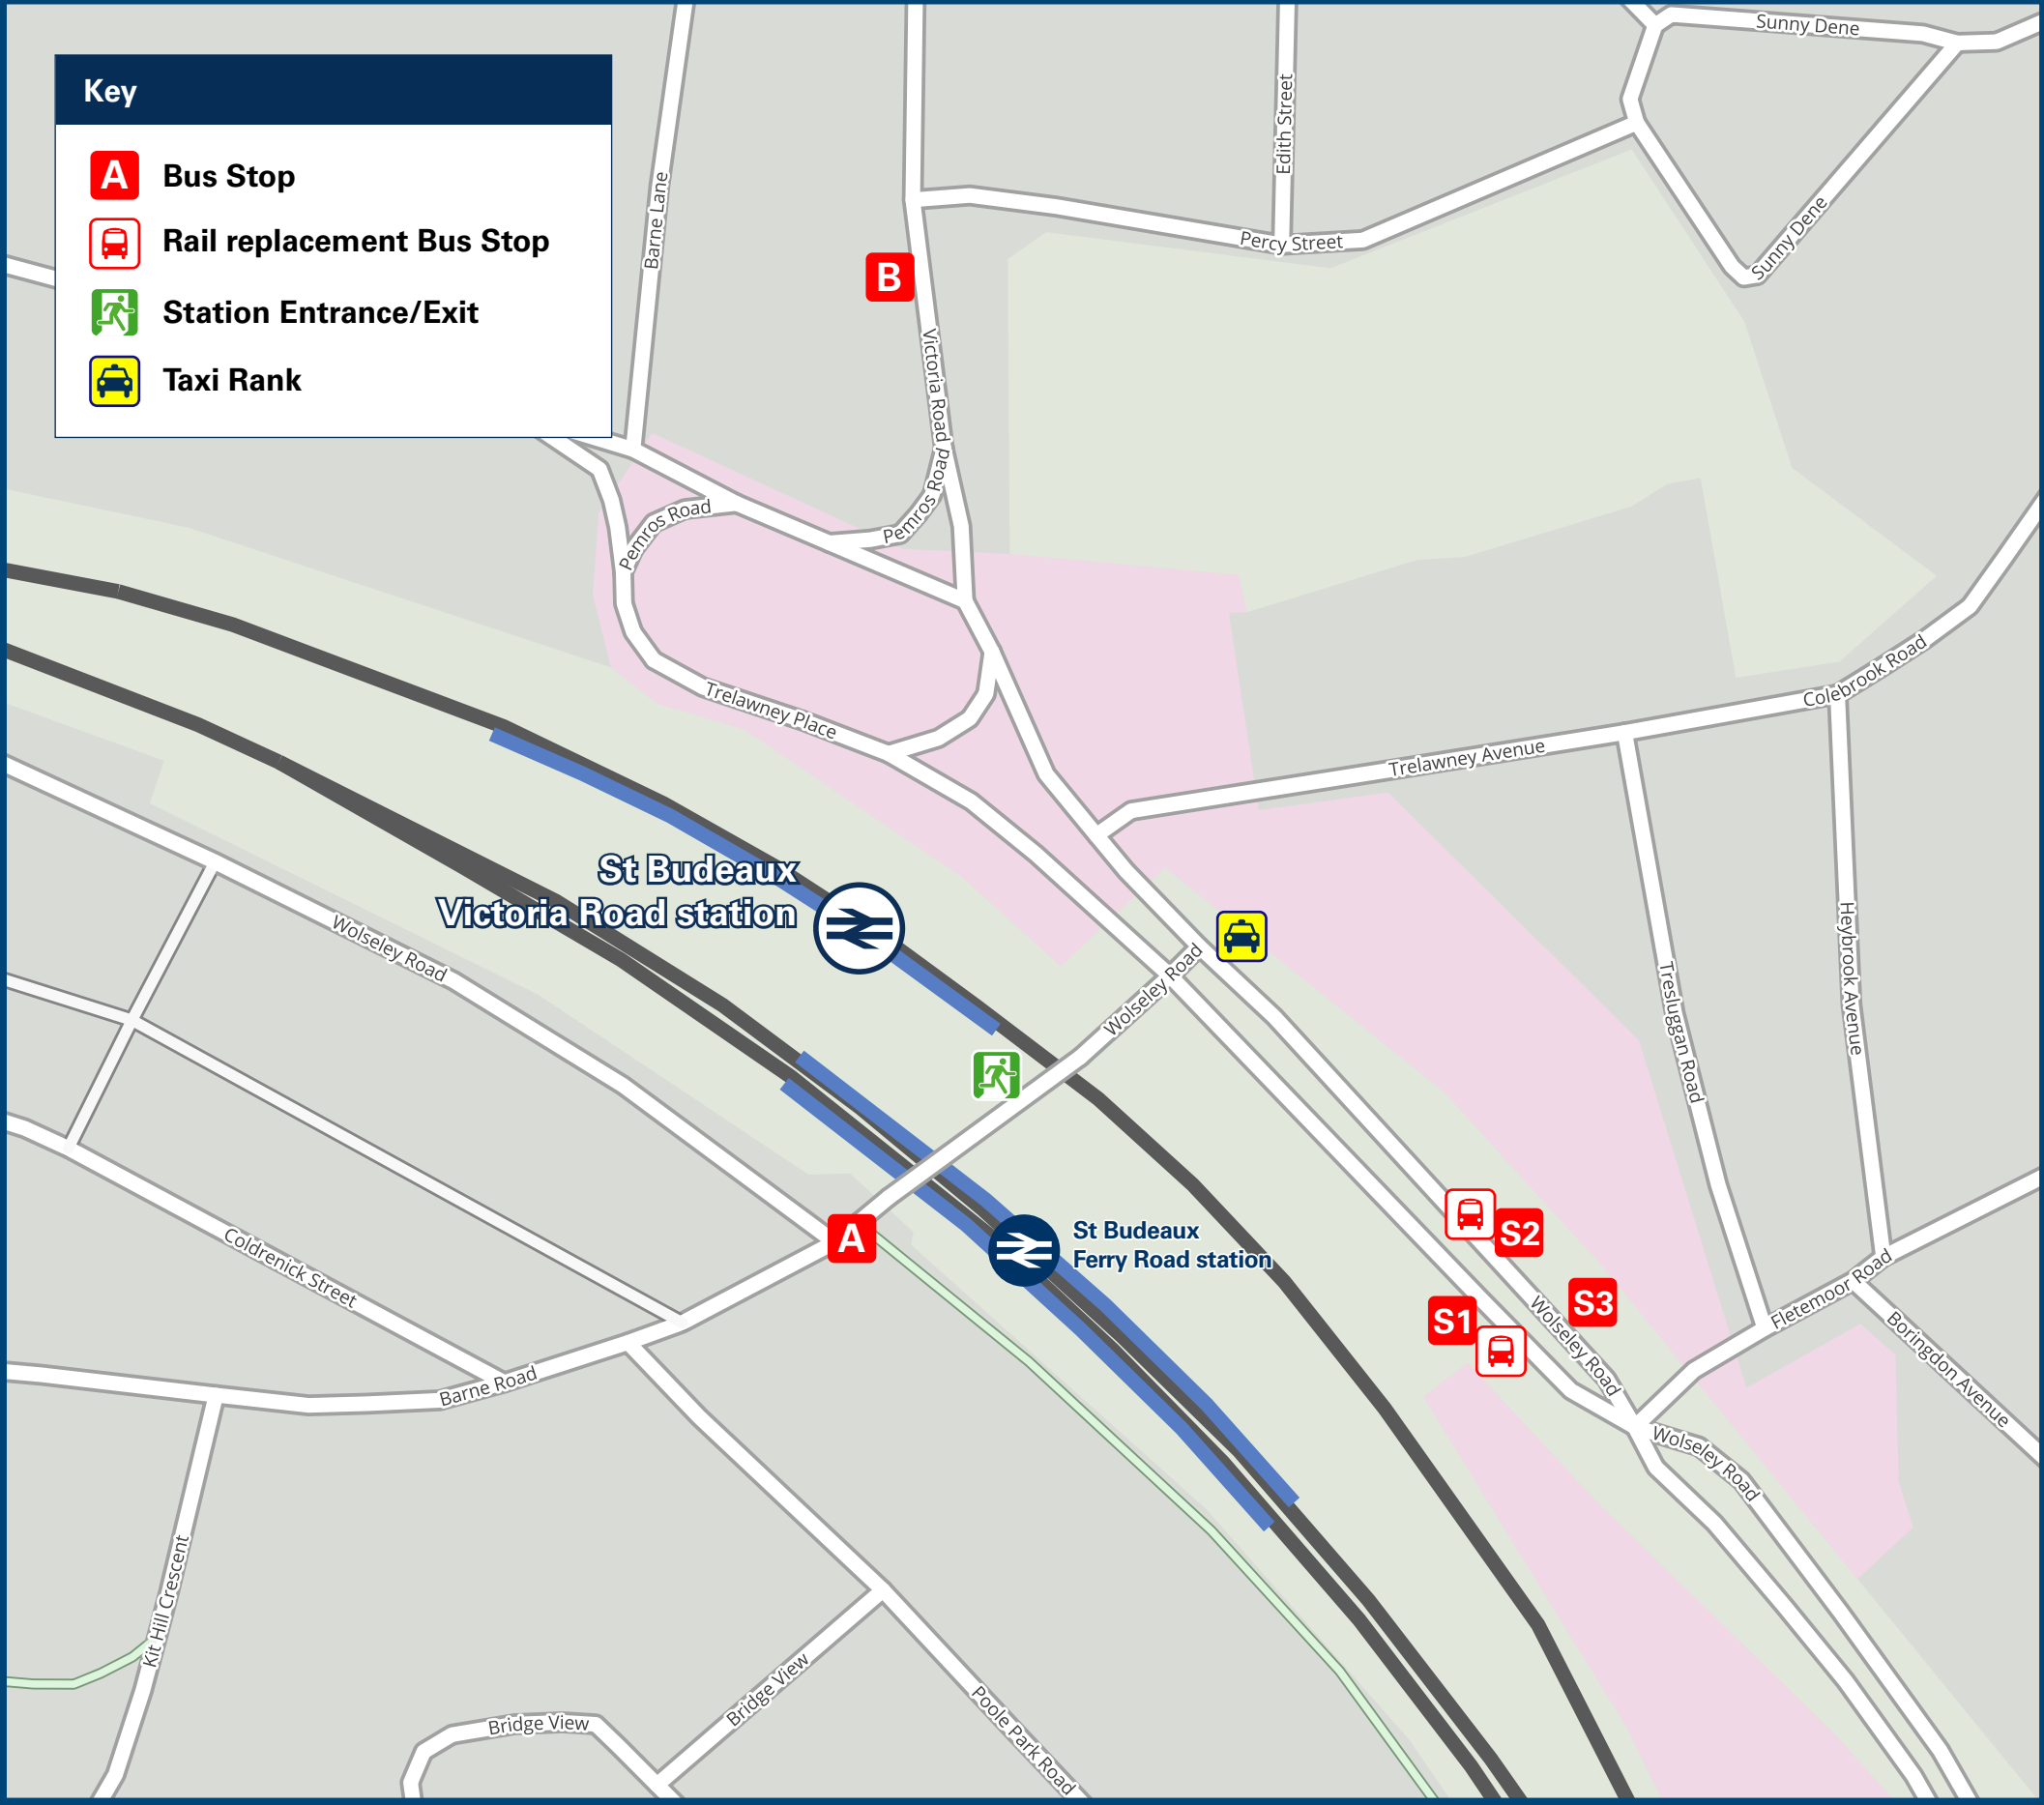 Sunny Dene
Key
A
Bus Stop
Rail replacement Bus Stop
Station Entrance/Exit
Taxi Rank
Barne Lane
Edith Street
Percy Street
Sunny Dene
B
Victoria Road
Pemros Road
Pemros Road
Trelawney Place
Colebrook Road
Trelawney Avenue
St Budeaux
Victoria Road station
Wolseley Road
Wolseley Road
Tresluggan Road
Heybrook Avenue
A
St Budeaux
Ferry Road station
S2
S3
S1
Wolseley Road
Fletemoor Road
Boringdon Avenue
Coldrenick Street
Barne Road
Wolseley Road
Kit Hill Crescent
Bridge View
Bridge View
Poole Park Road